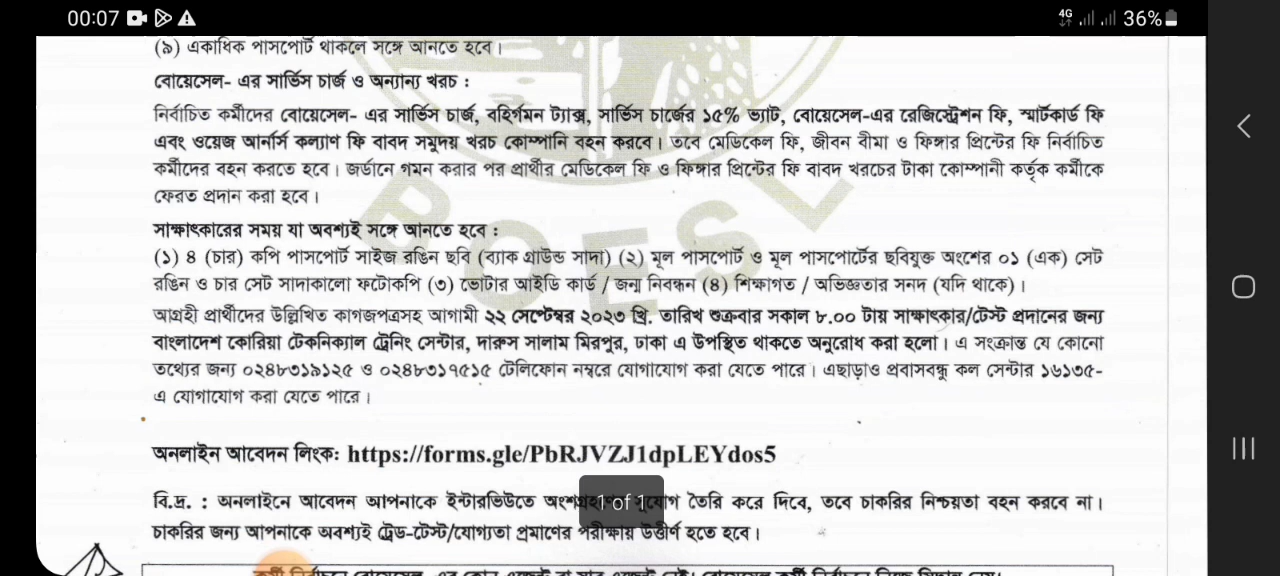 00:07 4G 36%
(৯) একাধিক পাসপোর্ট থাকলে সঙ্গে আনতে হবে।
বোয়েসেল- এর সার্ভিস চার্জ ও অন্যান্য খরচ :
নির্বাচিত কর্মীদের বোয়েসেল- এর সার্ভিস চার্জ, বহির্গমন ট্যাক্স, সার্ভিস চার্জের ১৫% ভ্যাট, বোয়েসেল-এর রেজিস্ট্রেশন ফি, স্মার্টকার্ড ফি
এবং ওয়েজ আর্নার্স কল্যাণ ফি বাবদ সমুদয় খরচ কোম্পানি বহন করবে। তবে মেডিকেল ফি, জীবন বীমা ও ফিঙ্গার প্রিন্টের ফি নির্বাচিত
কর্মীদের বহন করতে হবে। জর্ডানে গমন করার পর প্রার্থীর মেডিকেল ফি ও ফিঙ্গার প্রিন্টের ফি বাবদ খরচের টাকা কোম্পানী কর্তৃক কর্মীকে
ফেরত প্রদান করা হবে।
সাক্ষাৎকারের সময় যা অবশ্যই সঙ্গে আনতে হবে :
(১) ৪ (চার) কপি পাসপোর্ট সাইজ রঙিন ছবি (ব্যাক গ্রাউন্ড সাদা) (২) মূল পাসপোর্ট ও মূল পাসপোর্টের ছবিযুক্ত অংশের ০১ (এক) সেট
রঙিন ও চার সেট সাদাকালো ফটোকপি (৩) ভোটার আইডি কার্ড / জন্ম নিবন্ধন (৪) শিক্ষাগত / অভিজ্ঞতার সনদ (যদি থাকে)।
আগ্রহী প্রার্থীদের উল্লিখিত কাগজপত্রসহ আগামী ২২ সেপ্টেম্বর ২০২৩ খ্রি. তারিখ শুক্রবার সকাল ৮.০০ টায় সাক্ষাৎকার/টেস্ট প্রদানের জন্য
বাংলাদেশ কোরিয়া টেকনিক্যাল ট্রেনিং সেন্টার, দারুস সালাম মিরপুর, ঢাকা এ উপস্থিত থাকতে অনুরোধ করা হলো। এ সংক্রান্ত যে কোনো
তথ্যের জন্য ০২৪৮৩১৯১২৫ ও ০২৪৮৩১৭৫১৫ টেলিফোন নম্বরে যোগাযোগ করা যেতে পারে। এছাড়াও প্রবাসবন্ধু কল সেন্টার ১৬১৩৫-
এ যোগাযোগ করা যেতে পারে।
BOESL
অনলাইন আবেদন লিংক: https://forms.gle/PbRJVZJ1dpLEYdos5
বি.দ্র. : অনলাইনে আবেদন আপনাকে ইন্টারভিউতে তৈরি করে দিবে, তবে চাকরির নিশ্চয়তা বহন করবে না।
1 of 1
চাকরির জন্য আপনাকে অবশ্যই ট্রেড-টেস্ট/যোগ্যতা প্রমাণের পরীক্ষায় উত্তীর্ণ হতে হবে।